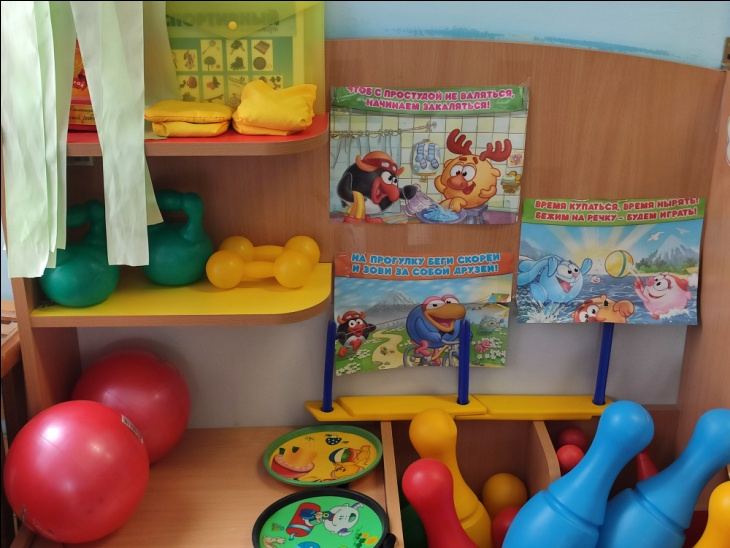 СПОРТИВНЫЙ
ЧТОБ С ПРОСТУДОЙ НЕ ВАЛЯТЬСЯ,
НАЧИНАЕМ ЗАКАЛЯТЬСЯ!
ВРЕМЯ КУПАТЬСЯ, ВРЕМЯ НЫРЯТЬ!
БЕЖИМ НА РЕЧКУ - БУДЕМ ИГРАТЬ!
НА ПРОГУЛКУ БЕГИ СКОРЕЙ
И ЗОВИ ЗА СОБОЙ ДРУЗЕЙ!